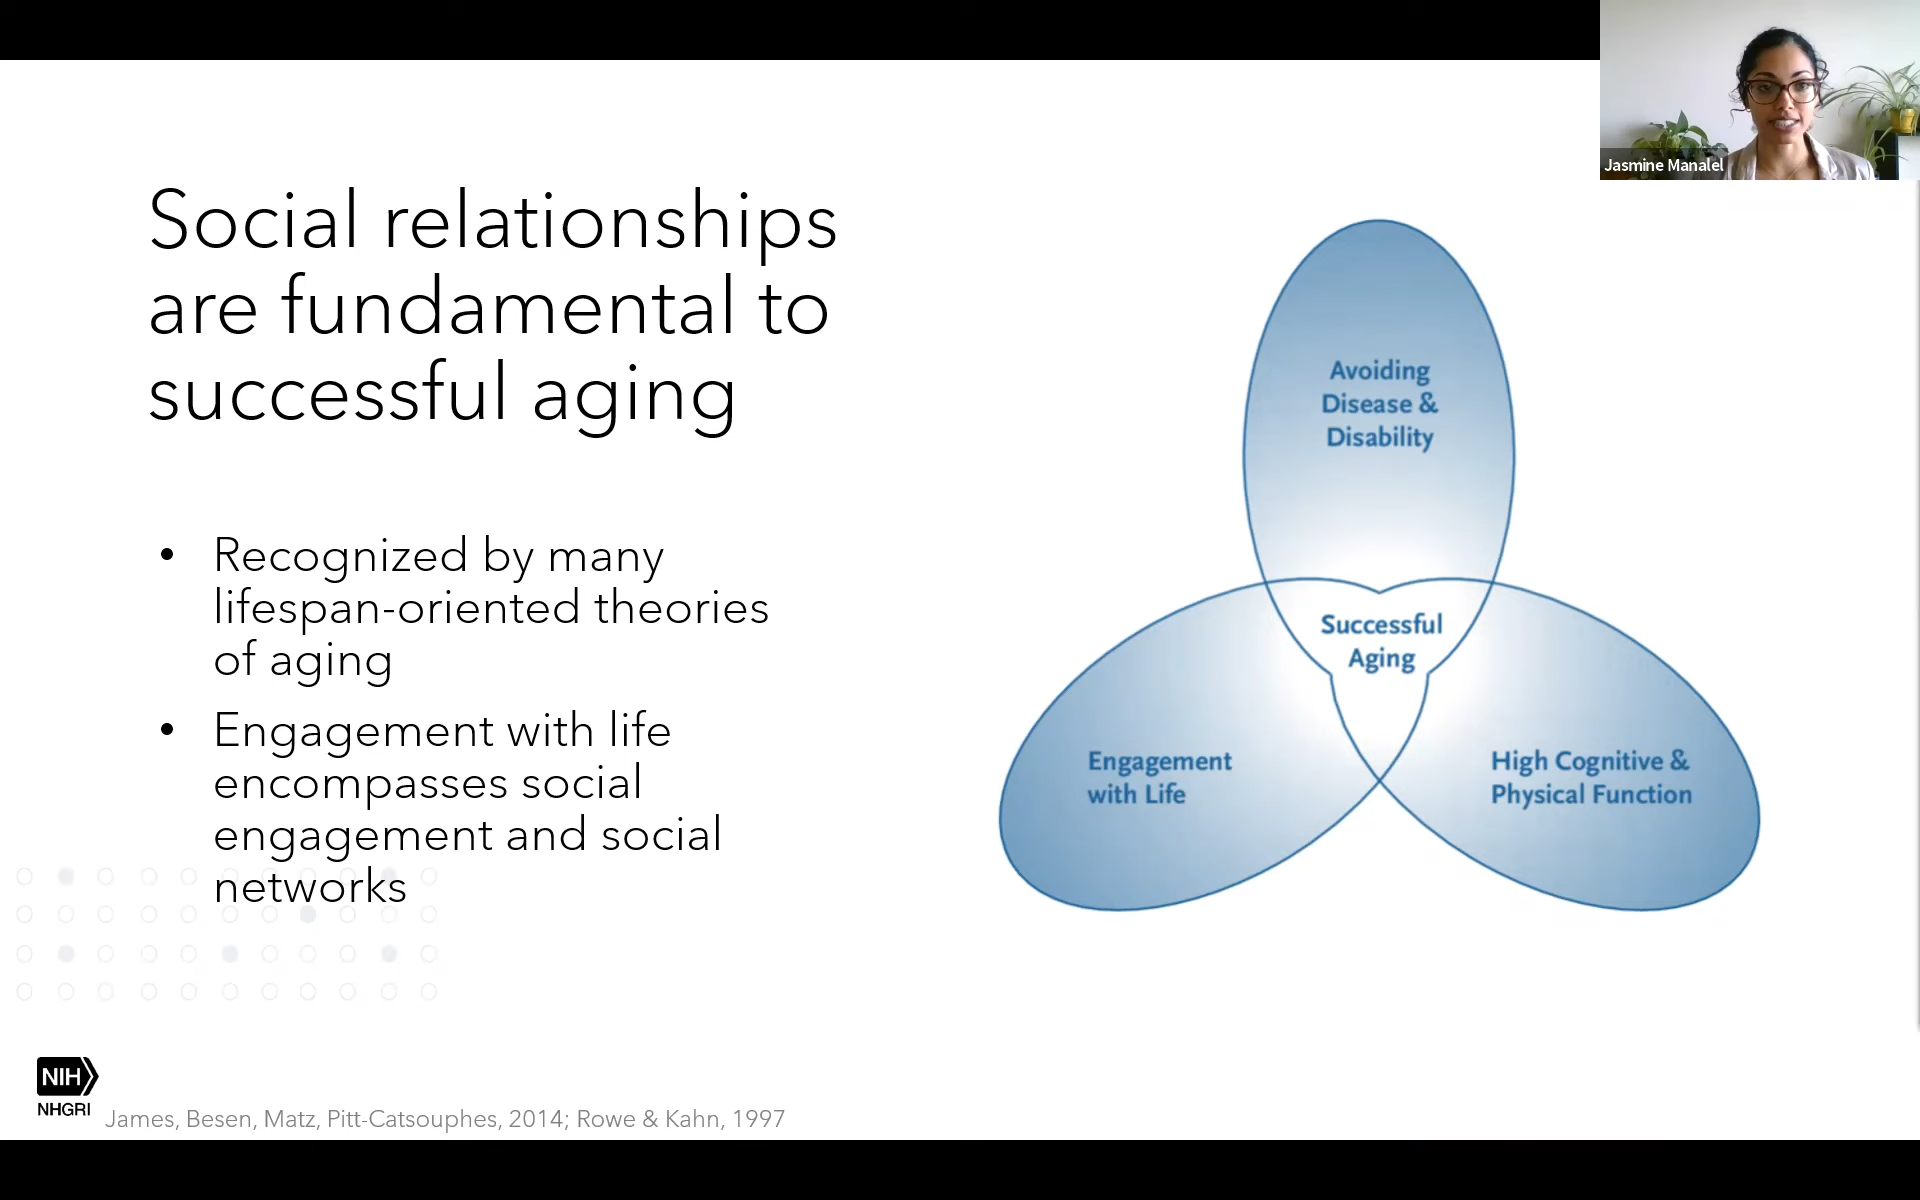 Jasmine Manalel
Social relationships
are fundamental to
successful aging
• Recognized by many
lifespan-oriented theories
of aging
• Engagement with life
encompasses social
engagement and social
networks
Avoiding
Disease &
Disability
Successful
Aging
Engagement
with Life
High Cognitive &
Physical Function
NIH
NHGRI
James, Besen, Matz, Pitt-Catsouphes, 2014; Rowe & Kahn, 1997